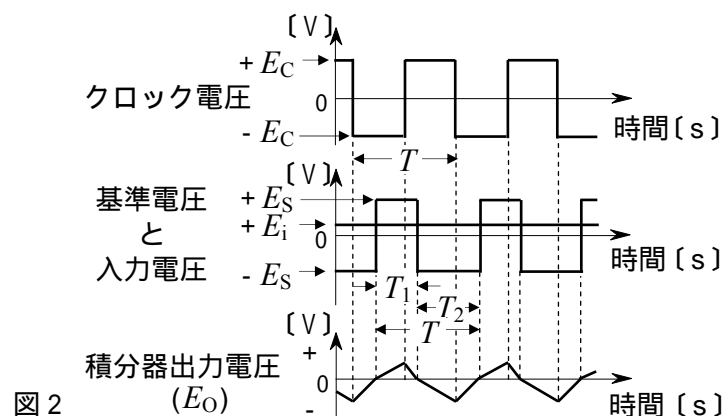 〔V〕
+ EC
クロック電圧
0
- EC
時間〔s〕
T
〔V〕
+ES
基準電圧
+Ei
と
0
入力電圧
- ES
時間〔s〕
T1
T2
〔V〕
T
+
積分器出力電圧
0
(EO)
-
時間〔s〕
図2